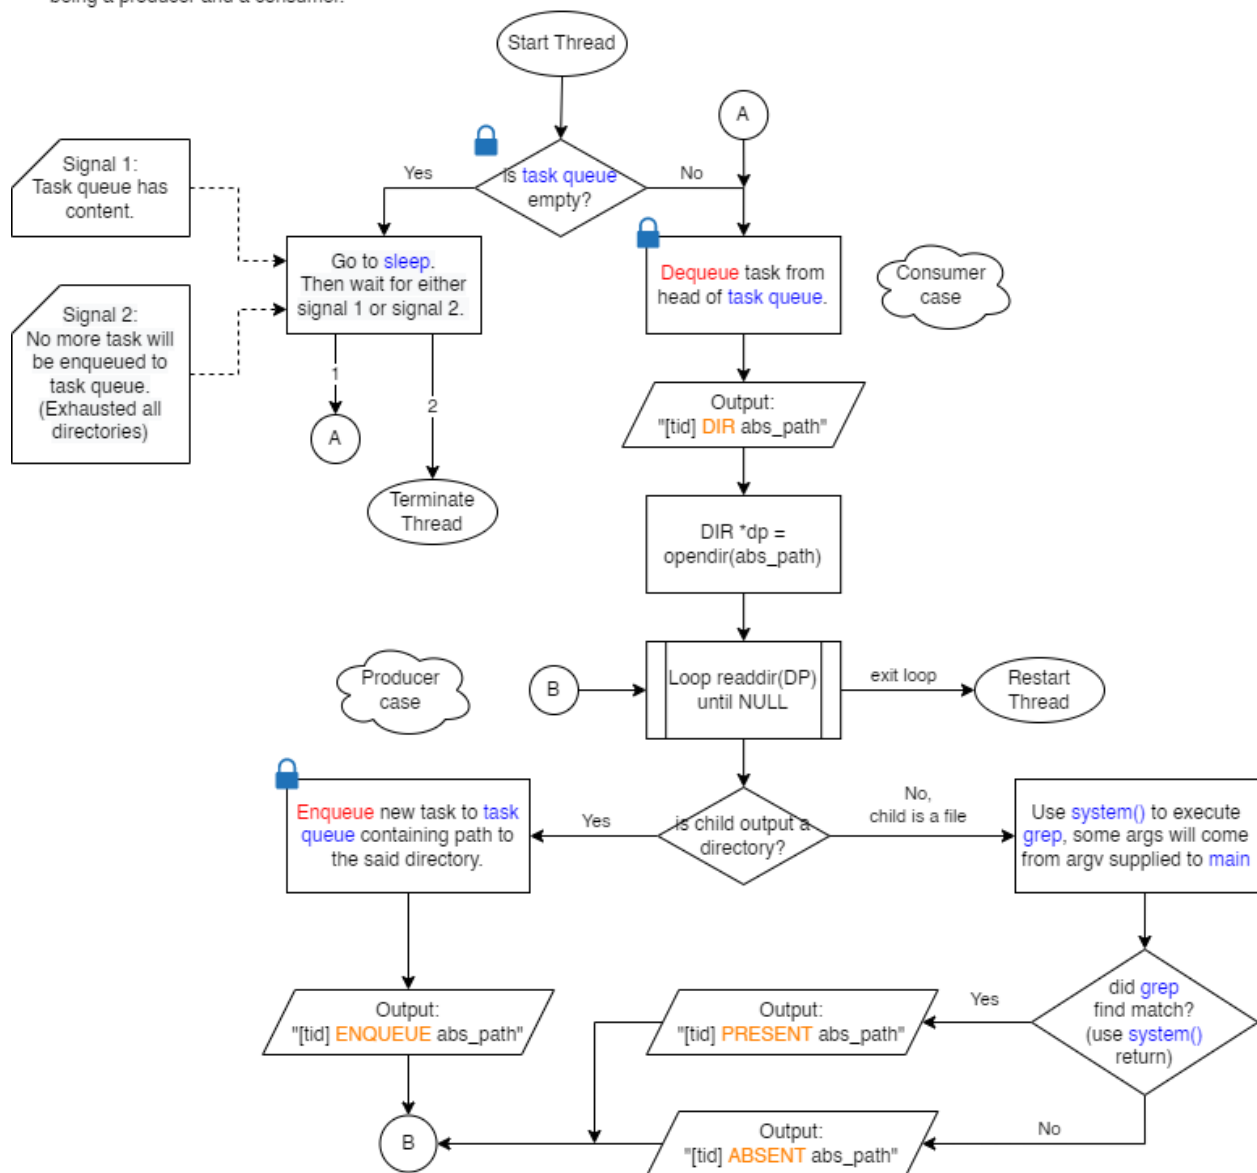 being a producer and a consumer.
Start Thread
A
is task queue
empty?
Yes
No
Signal 1:
Task queue has
content.
Go to sleep.
Then wait for either
signal 1 or signal 2.
Dequeue task from
head of task queue.
Consumer
case
Signal 2:
No more task will
be enqueued to
task queue.
(Exhausted all
directories)
1
2
A
Terminate
Thread
Output:
"[tid] DIR abs_path"
DIR *dp =
opendir(abs_path)
Producer
case
B
Loop readdir(DP)
until NULL
exit loop
Restart
Thread
Enqueue new task to task
queue containing path to
the said directory.
Yes
is child output a
directory?
No,
child is a file
Use system() to execute
grep, some args will come
from argv supplied to main
Output:
"[tid] ENQUEUE abs_path"
Output:
"[tid] PRESENT abs_path"
Yes
did grep
find match?
(use system()
return)
B
Output:
"[tid] ABSENT abs_path"
No